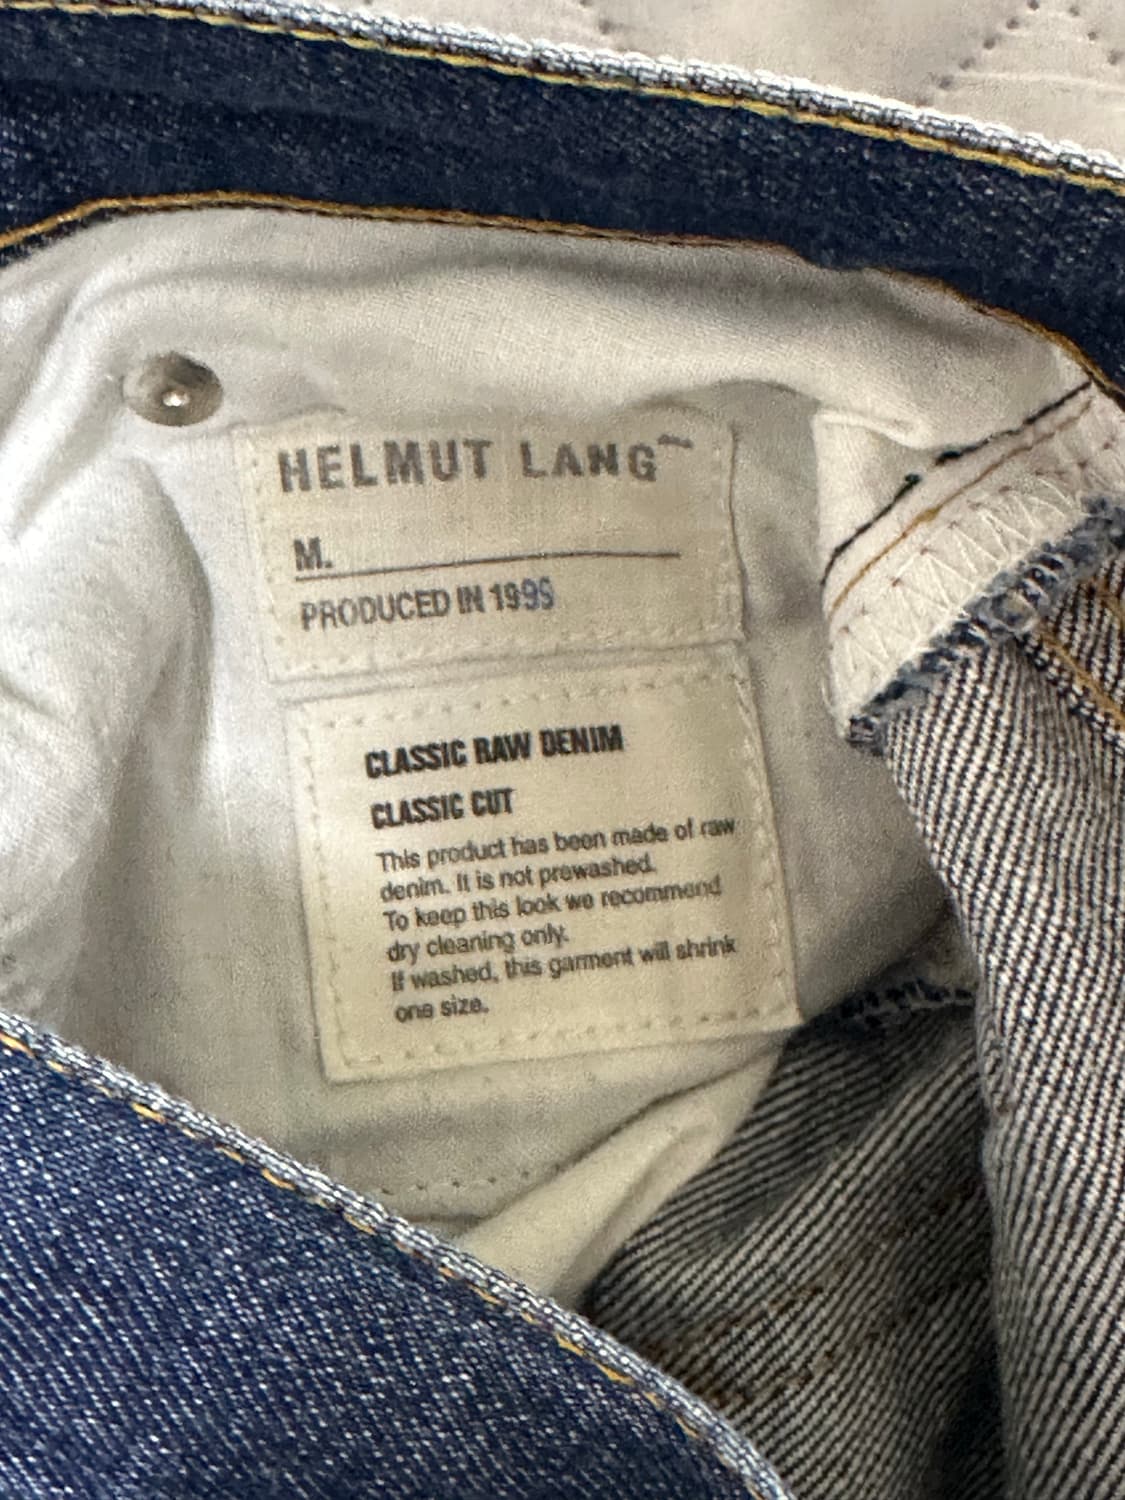 HELMUT LANG
M.
PRODUCED IN 1999
CLASSIC RAW DENIM
CLASSIC CUT
This product has been made of raw
denim. It is not prewashed.
To keep this look we recommend
dry cleaning only.
If washed, this garment will shrink
one size.